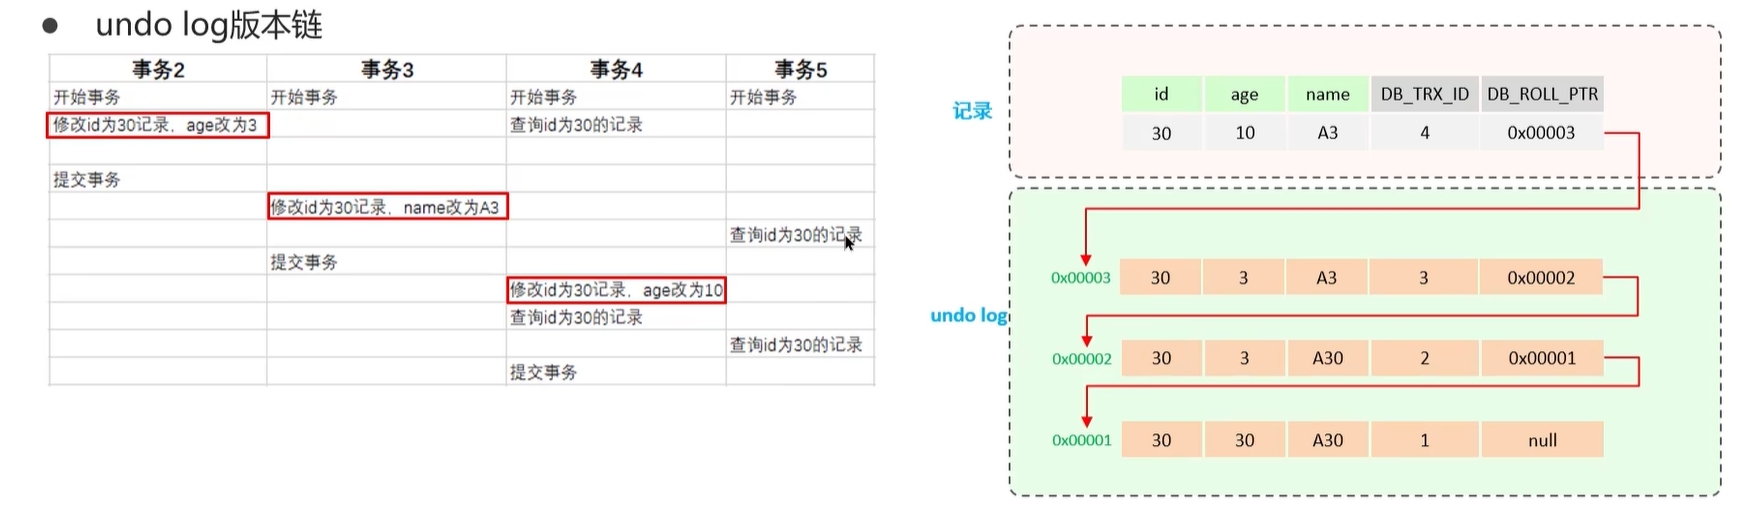 ● undo log版本链
事务2 事务3 事务4 事务5
开始事务 开始事务 开始事务 开始事务
修改id为30记录，age改为3 查询id为30的记录
提交事务
修改id为30记录，name改为A3
查询id为30的记录
提交事务
修改id为30记录，age改为10
查询id为30的记录
查询id为30的记录
提交事务
记录
id age name DB_TRX_ID DB_ROLL_PTR
30 10 A3 4 0x00003
undo log
0x00003 30 3 A3 3 0x00002
0x00002 30 3 A30 2 0x00001
0x00001 30 30 A30 1 null